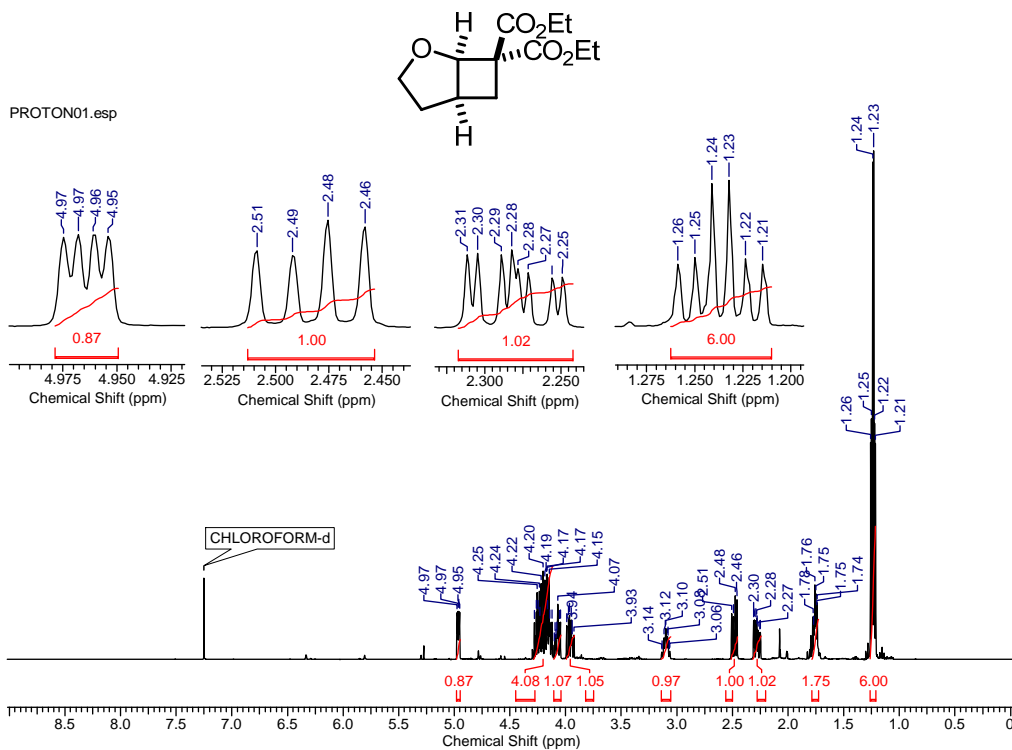 H
CO2Et
O
CO2Et
H
PROTON01.esp
4.97 4.97 4.96 4.95
0.87
4.975 4.950 4.925
Chemical Shift (ppm)
2.51 2.49 2.48 2.46
1.00
2.525 2.500 2.475 2.450
Chemical Shift (ppm)
2.31 2.30 2.29 2.28 2.28 2.27 2.25
1.02
2.300 2.250
Chemical Shift (ppm)
1.26 1.25 1.24 1.23 1.22 1.21
6.00
1.275 1.250 1.225 1.200
Chemical Shift (ppm)
1.24 1.23
1.26 1.25 1.22 1.21
CHLOROFORM-d
4.97 4.97 4.95
4.25 4.24 4.22 4.20 4.19 4.17 4.17 4.15 4.07
3.94 3.93
3.14 3.12 3.10 3.08 3.06
2.51 2.48 2.46
2.30 2.28 2.27
1.78 1.76 1.75 1.75 1.74
0.87 4.08 1.07 1.05 0.97 1.00 1.02 1.75 6.00
8.5 8.0 7.5 7.0 6.5 6.0 5.5 5.0 4.5 4.0 3.5 3.0 2.5 2.0 1.5 1.0 0.5 0
Chemical Shift (ppm)